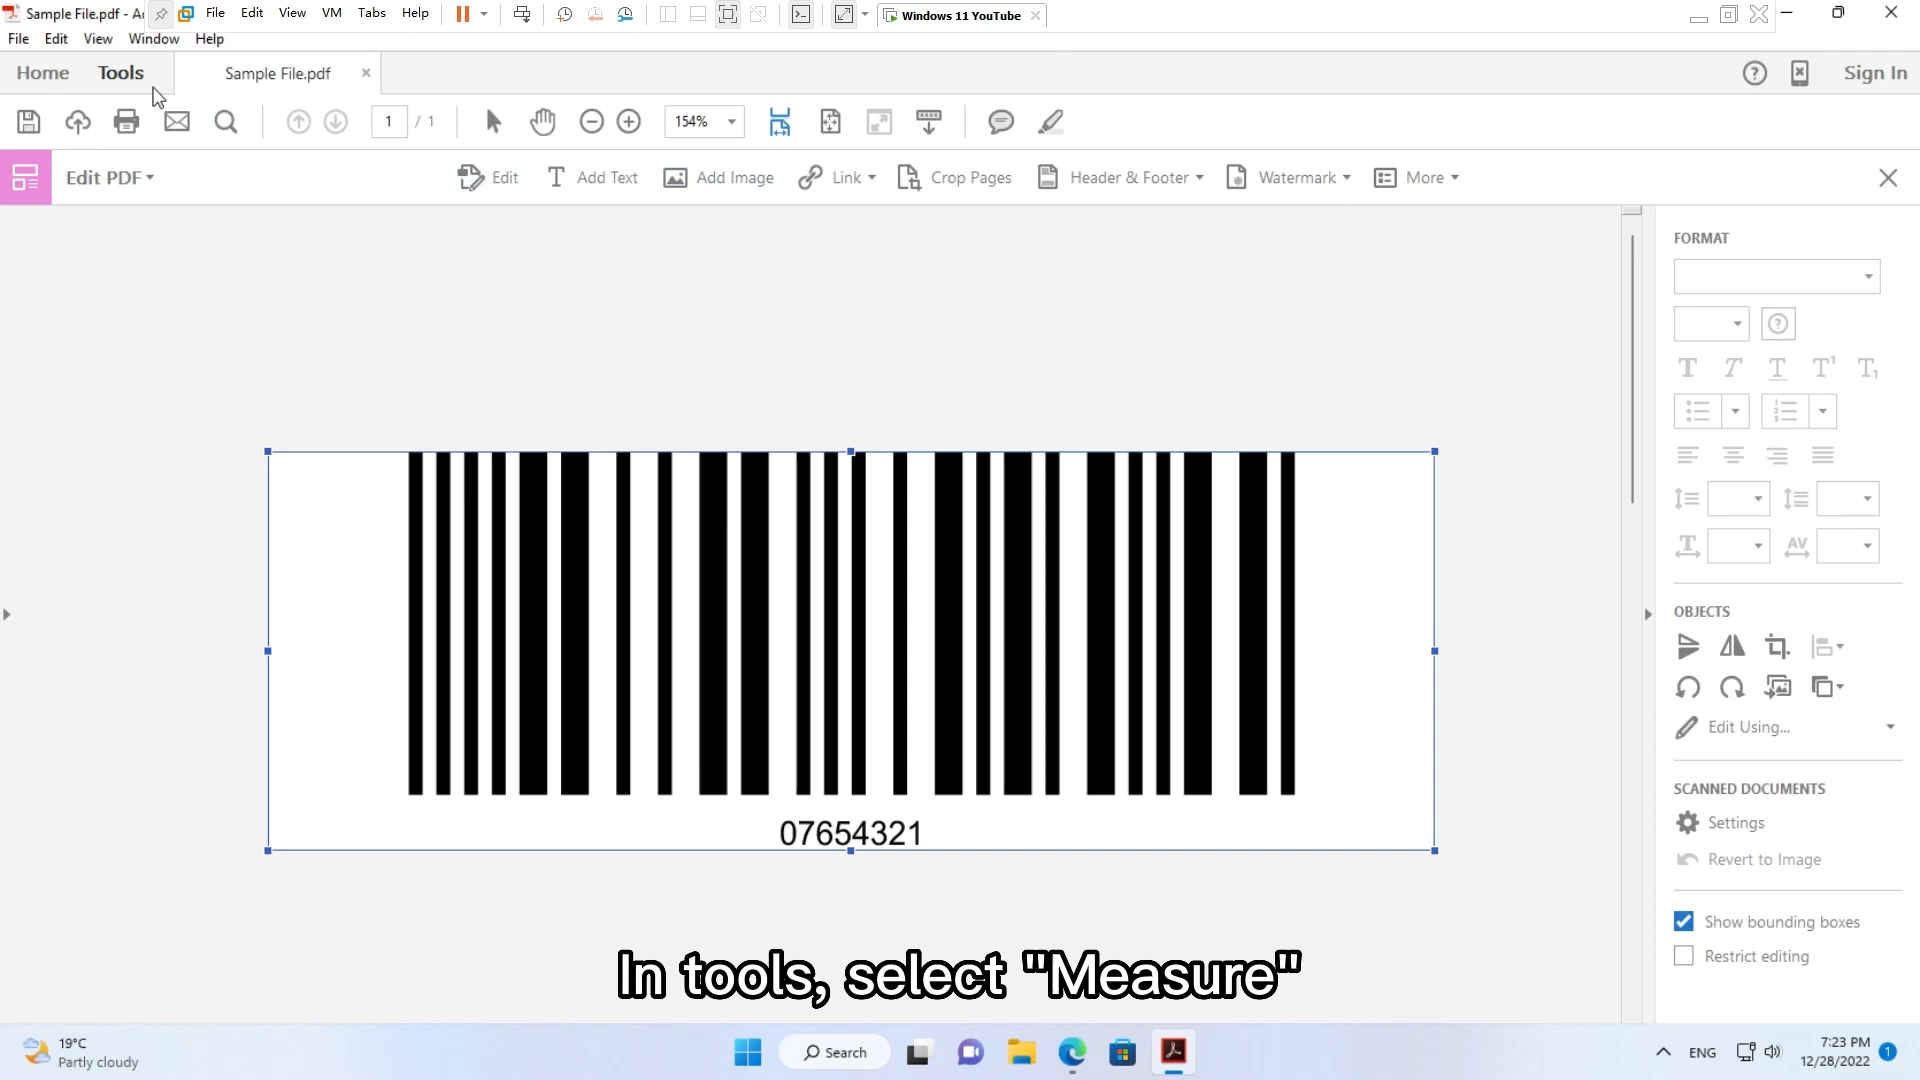 Sample File.pdf - A
File Edit View VM Tabs Help
Windows 11 YouTube
File Edit View Window Help
Home Tools Sample File.pdf
Sign In
1 / 1 154%
Edit PDF
Edit Add Text Add Image Link Crop Pages Header & Footer Watermark More
FORMAT
OBJECTS
Edit Using...
SCANNED DOCUMENTS
Settings
Revert to Image
Show bounding boxes
Restrict editing
07654321
In tools, select "Measure"
19°C
Partly cloudy
Search
ENG
7:23 PM
12/28/2022
1